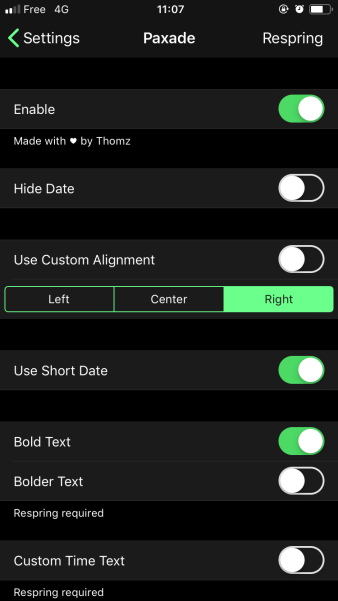 Free 4G 11:07
Settings Paxade Respring
Enable
Made with ♥ by Thomz
Hide Date
Use Custom Alignment
Left Center Right
Use Short Date
Bold Text
Bolder Text
Respring required
Custom Time Text
Respring required